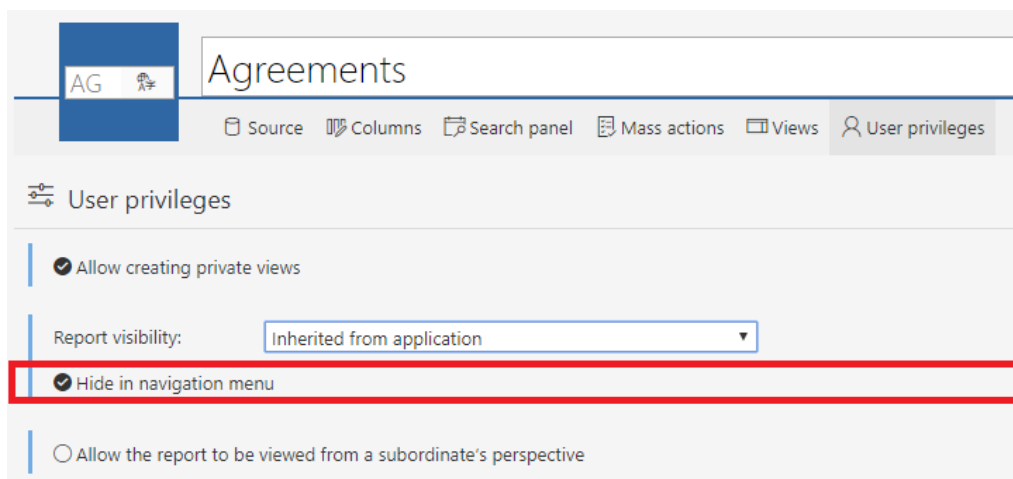 Agreements
AG
Source Columns Search panel Mass actions Views User privileges
User privileges
Allow creating private views
Report visibility: Inherited from application
Hide in navigation menu
Allow the report to be viewed from a subordinate's perspective